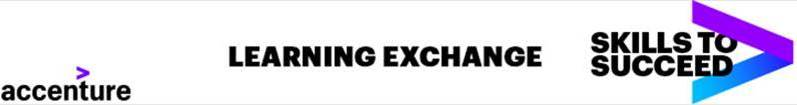 LEARNING EXCHANGE
SKILLS TO
SUCCEED
accenture